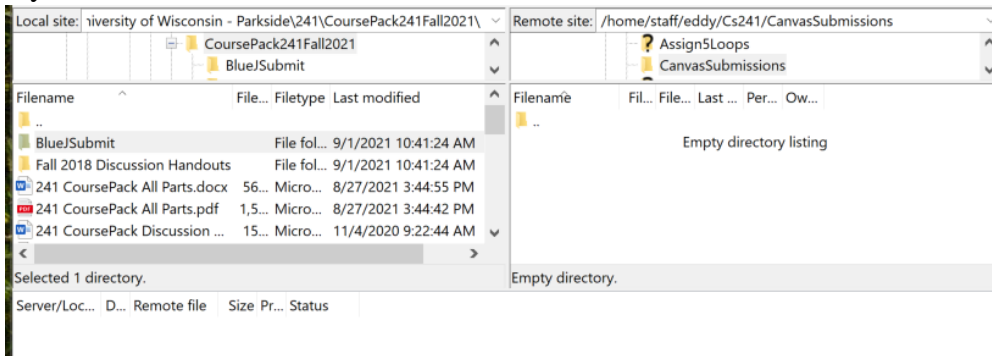 Local site: niversity of Wisconsin - Parkside\241\CoursePack241Fall2021\
CoursePack241Fall2021
BlueJSubmit
Filename File... Filetype Last modified
..
BlueJSubmit File fol... 9/1/2021 10:41:24 AM
Fall 2018 Discussion Handouts File fol... 9/1/2021 10:41:24 AM
241 CoursePack All Parts.docx 56... Micro... 8/27/2021 3:44:55 PM
241 CoursePack All Parts.pdf 1,5... Micro... 8/27/2021 3:44:42 PM
241 CoursePack Discussion ... 15... Micro... 11/4/2020 9:22:44 AM
Selected 1 directory.
Remote site: /home/staff/eddy/Cs241/CanvasSubmissions
? Assign5Loops
CanvasSubmissions
Filename Fil... File... Last ... Per... Ow...
..
Empty directory listing
Empty directory.
Server/Loc... D... Remote file Size Pr... Status